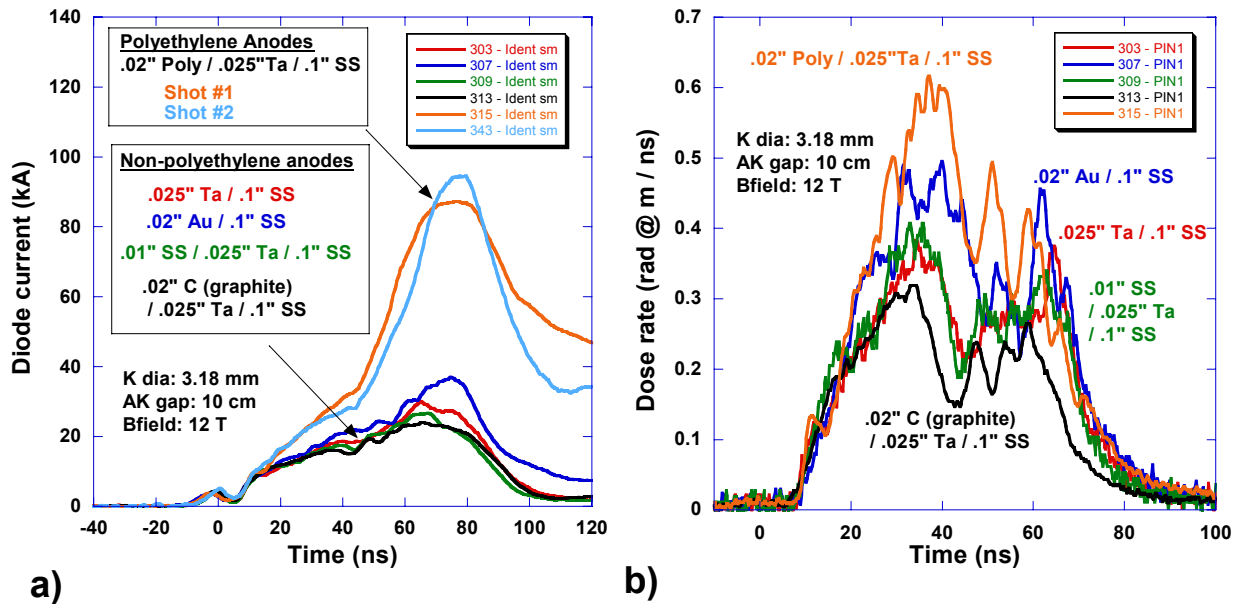 140
120
100
80
60
40
20
0
Diode current (kA)
-40
-20
0
20
40
60
80
100
120
Time (ns)
Polyethylene Anodes
.02" Poly / .025"Ta / .1" SS
Shot #1
Shot #2
Non-polyethylene anodes
.025" Ta / .1" SS
.02" Au / .1" SS
.01" SS / .025" Ta / .1" SS
.02" C (graphite)
/ .025" Ta / .1" SS
K dia: 3.18 mm
AK gap: 10 cm
Bfield: 12 T
303 - Ident sm
307 - Ident sm
309 - Ident sm
313 - Ident sm
315 - Ident sm
343 - Ident sm
a)
0.7
0.6
0.5
0.4
0.3
0.2
0.1
0
Dose rate (rad @ m / ns)
0
20
40
60
80
100
Time (ns)
.02" Poly / .025"Ta / .1" SS
303 - PIN1
307 - PIN1
309 - PIN1
313 - PIN1
315 - PIN1
K dia: 3.18 mm
AK gap: 10 cm
Bfield: 12 T
.02" Au / .1" SS
.025" Ta / .1" SS
.01" SS
/ .025" Ta
/ .1" SS
.02" C (graphite)
/ .025" Ta / .1" SS
b)